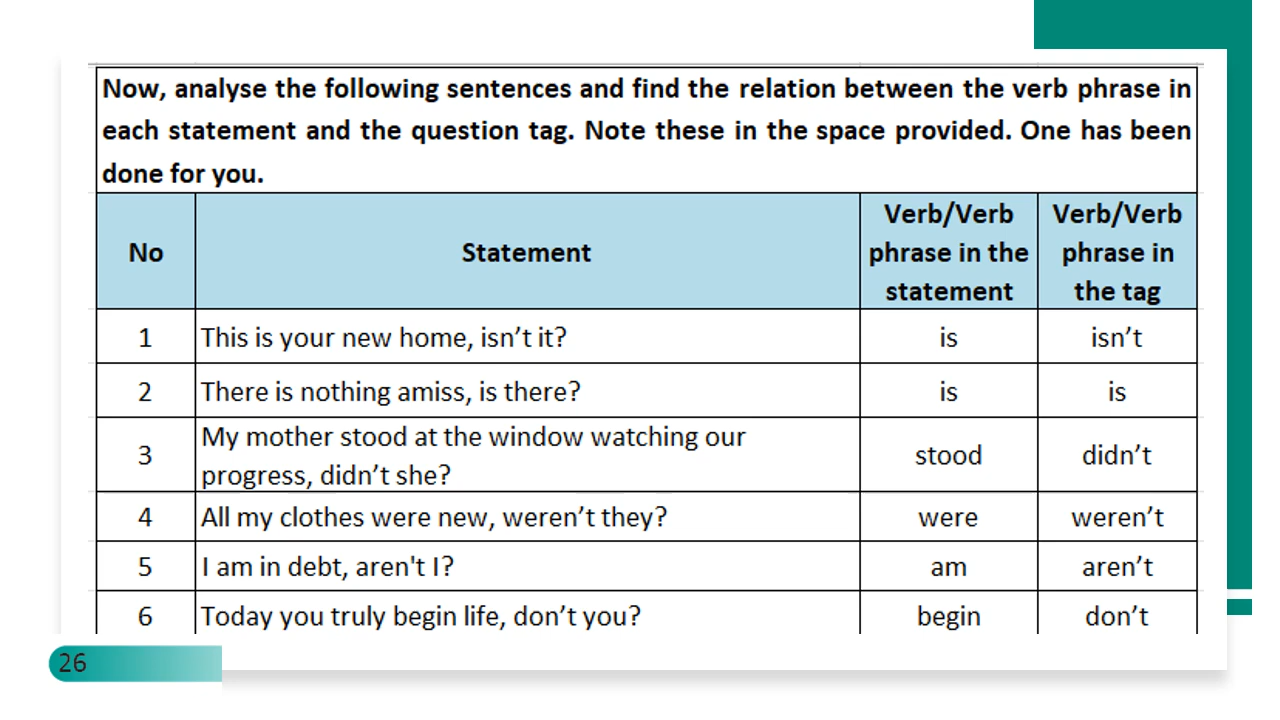 Now, analyse the following sentences and find the relation between the verb phrase in
each statement and the question tag. Note these in the space provided. One has been
done for you.
No
Statement
Verb/Verb
phrase in the
statement
Verb/Verb
phrase in
the tag
1
This is your new home, isn’t it?
is
isn’t
2
There is nothing amiss, is there?
is
is
3
My mother stood at the window watching our
progress, didn’t she?
stood
didn’t
4
All my clothes were new, weren’t they?
were
weren’t
5
I am in debt, aren't I?
am
aren’t
6
Today you truly begin life, don’t you?
begin
don’t
26